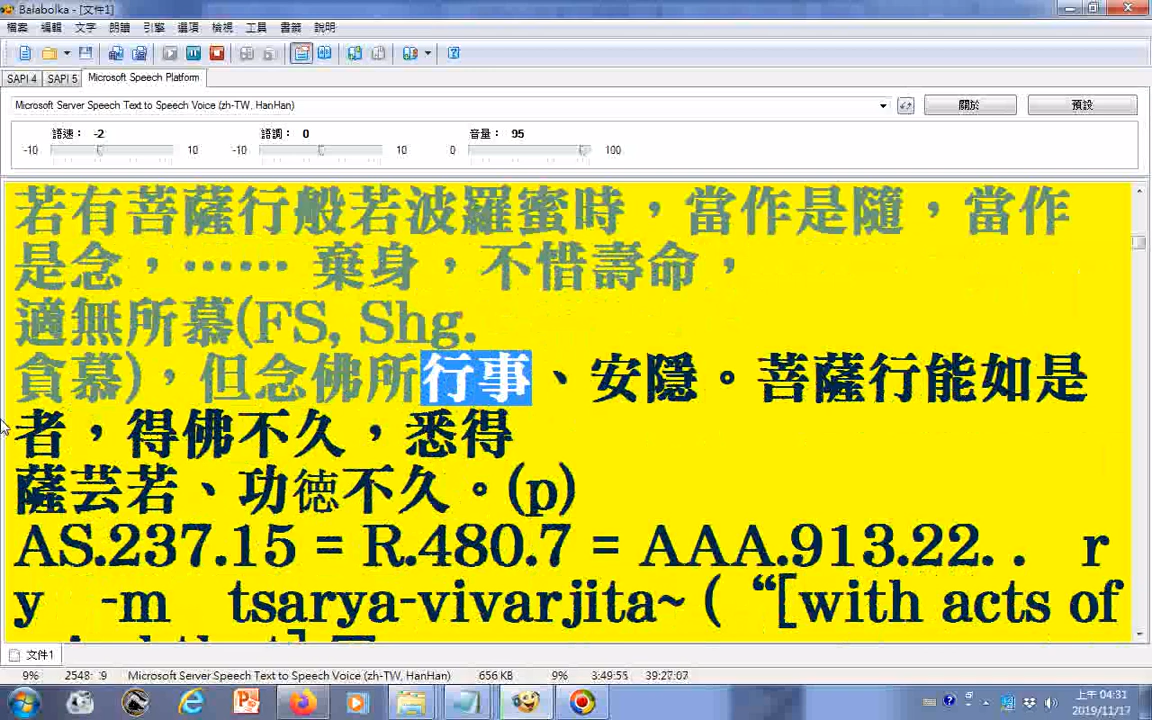 Balabolka - [文件1]
檔案 編輯 文字 朗讀 引擎 選項 檢視 工具 書籤 說明
SAPI 4 SAPI 5 Microsoft Speech Platform
Microsoft Server Speech Text to Speech Voice (zh-TW, HanHan) 關於 預設
語速： -2 語調： 0 音量： 95
-10 10 -10 10 0 100
若有菩薩行般若波羅蜜時，當作是隨，當作
是念，…… 棄身，不惜壽命，
適無所慕(FS, Shg.
貪慕)，但念佛所行事、安隱。菩薩行能如是
者，得佛不久，悉得
薩芸若、功徳不久。(p)
AS.237.15 = R.480.7 = AAA.913.22. . r
y -m tsarya-vivarjita~ ( “[with acts of
文件1
9% 2548: Microsoft Server Speech Text to Speech Voice (zh-TW, HanHan) 656 KB 9% 3:49:55 39:27:07
上午 04:31
2019/11/17